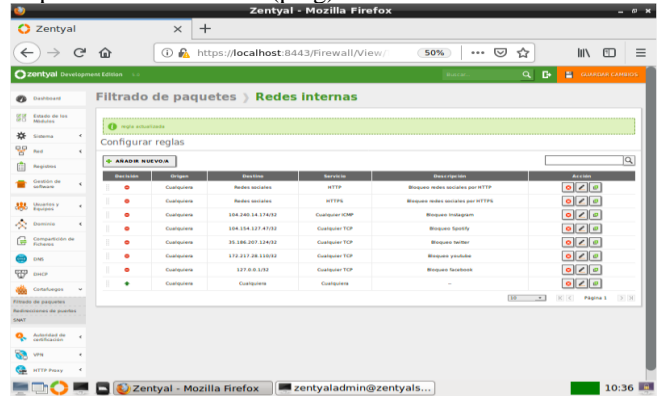 Zentyal - Mozilla Firefox
Zentyal
https://localhost:8443/Firewall/View/
50%
zentyal Development Edition
Buscar...
GUARDAR CAMBIOS
Dashboard
Estado de los Módulos
Sistema
Red
Registros
Gestión de software
Usuarios y Equipos
Dominio
Compartición de Ficheros
DNS
DHCP
Cortafuegos
Filtrado de paquetes
Redirecciones de puertos
SNAT
Autoridad de certificación
VPN
HTTP Proxy
Filtrado de paquetes Redes internas
regla actualizada
Configurar reglas
AÑADIR NUEVO/A
Decisión Origen Destino Servicio Descripción Acción
Cualquiera Redes sociales HTTP Bloqueo redes sociales por HTTP
Cualquiera Redes sociales HTTPS Bloqueo redes sociales por HTTPS
Cualquiera 104.240.14.174/32 Cualquier ICMP Bloqueo Instagram
Cualquiera 104.154.127.47/32 Cualquier TCP Bloqueo Spotify
Cualquiera 35.186.207.124/32 Cualquier TCP Bloqueo twitter
Cualquiera 172.217.28.110/32 Cualquier TCP Bloqueo youtube
Cualquiera 127.0.0.1/32 Cualquier TCP Bloqueo facebook
Cualquiera Cualquiera Cualquiera --
10 Página 1
Zentyal - Mozilla Firefox
zentyaladmin@zentyals...
10:36